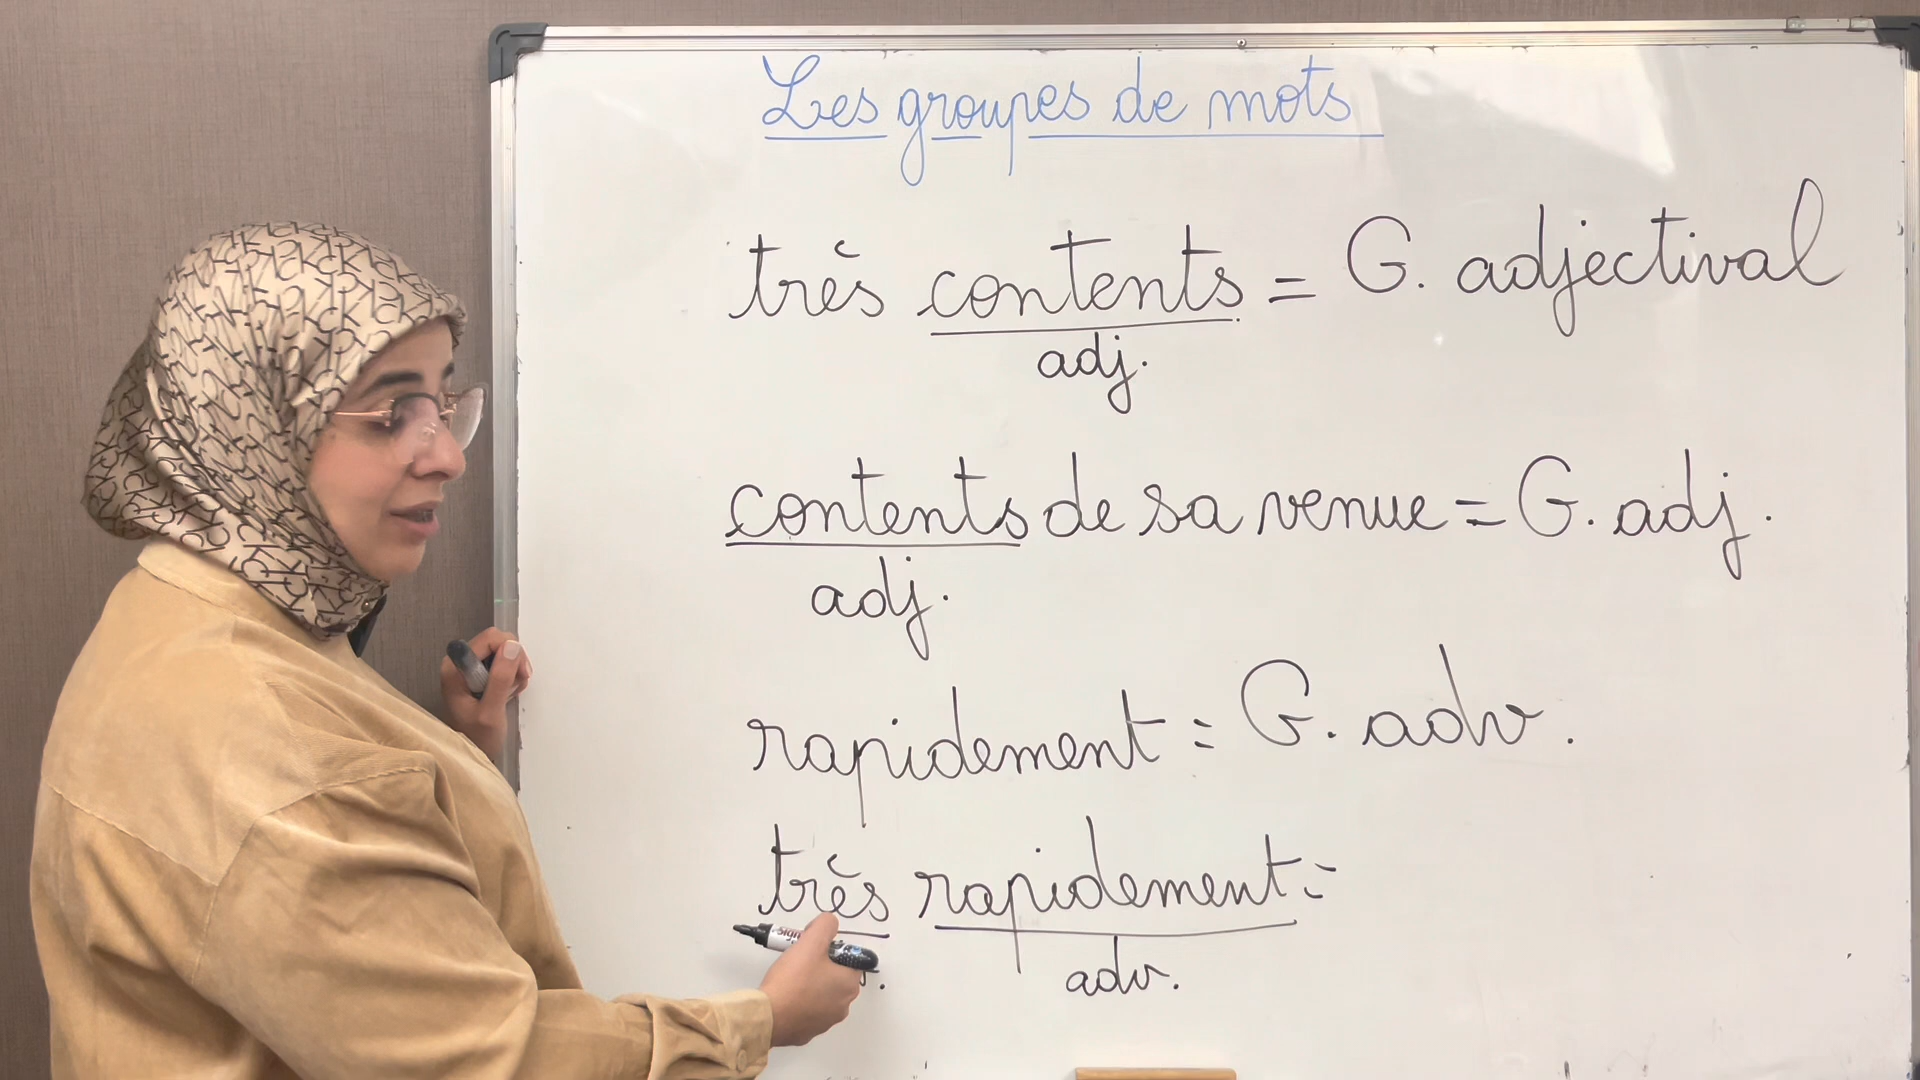 Les groupes de mots
très contents = G. adjectival
adj.
contents de sa venue = G. adj.
adj.
rapidement = G. adv.
très rapidement =
adv.